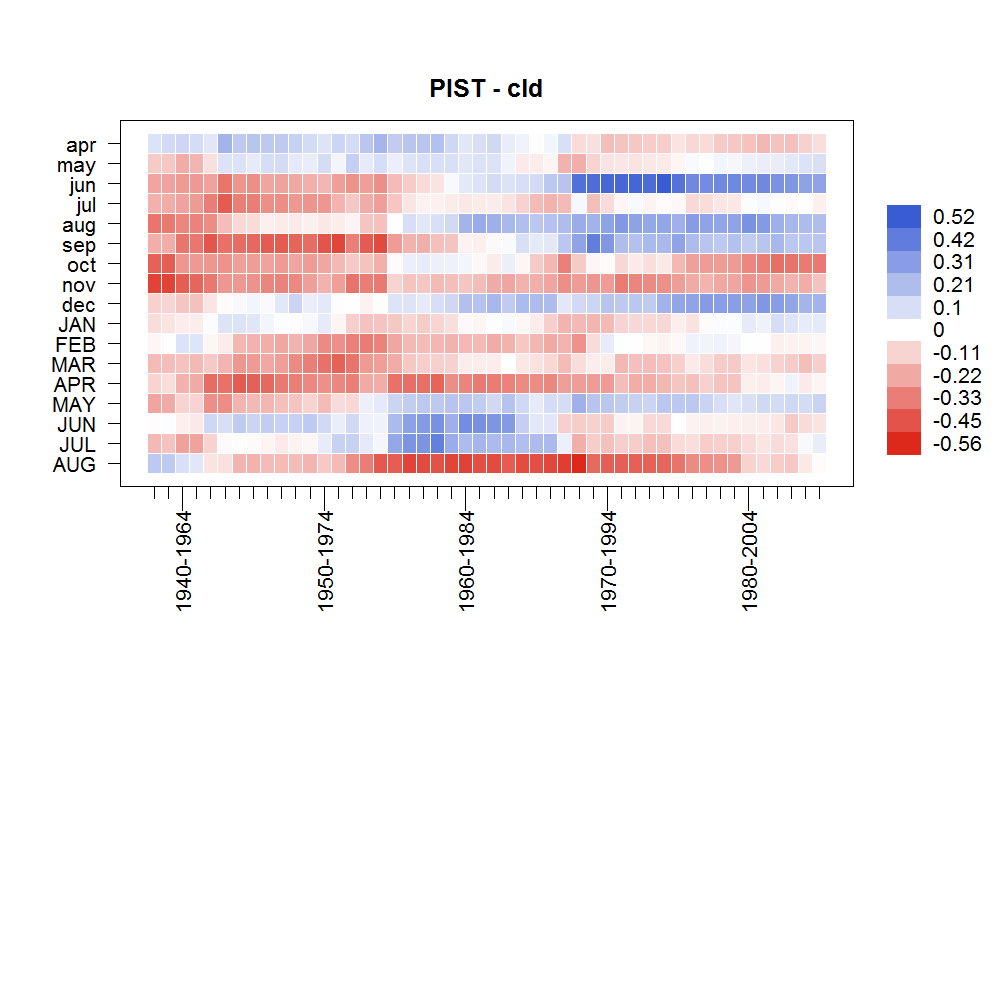 PIST - cld
apr
may
jun
jul
aug
sep
oct
nov
dec
JAN
FEB
MAR
APR
MAY
JUN
JUL
AUG
0.52
0.42
0.31
0.21
0.1
0
-0.11
-0.22
-0.33
-0.45
-0.56
1940-1964
1950-1974
1960-1984
1970-1994
1980-2004